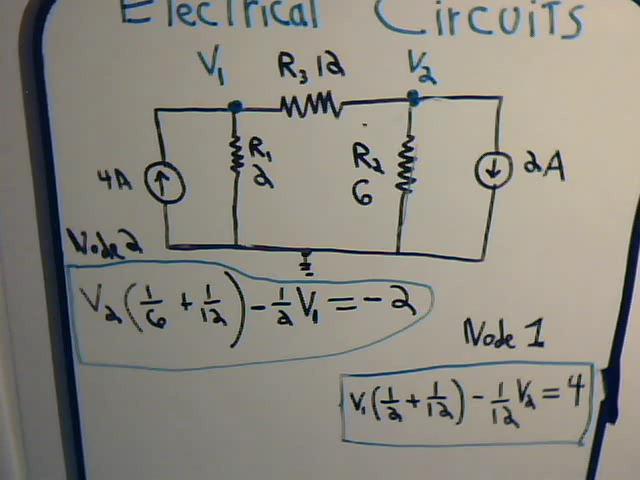 Electrical Circuits
V₁ R₃ 12 V₂
4A R₁ 2 R₂ 6 2A
Node 2
V₂(1/6 + 1/12) - 1/2 V₁ = -2
Node 1
V₁(1/2 + 1/12) - 1/12 V₂ = 4